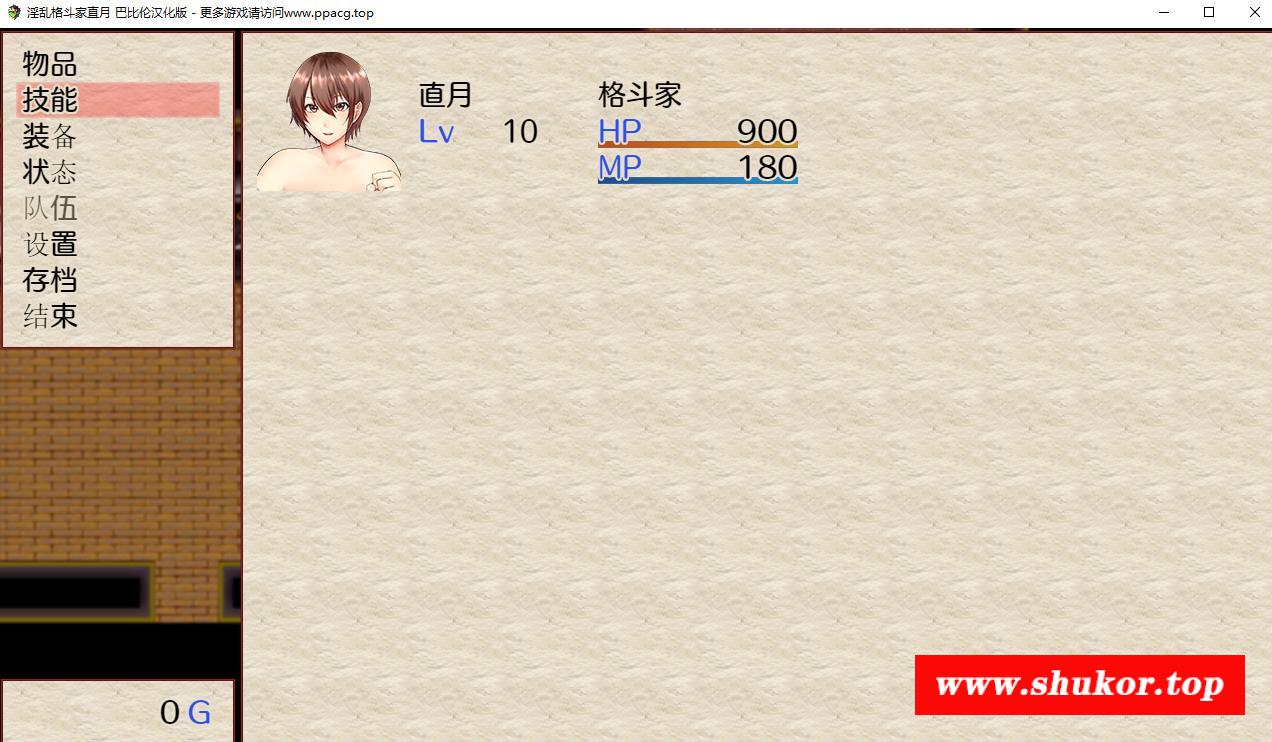 淫乱格斗家直月 巴比伦汉化版 - 更多游戏请访问www.ppacg.top
物品
技能
装备
状态
队伍
设置
存档
结束
直月 格斗家
Lv 10 HP 900
MP 180
0 G
www.shukor.top